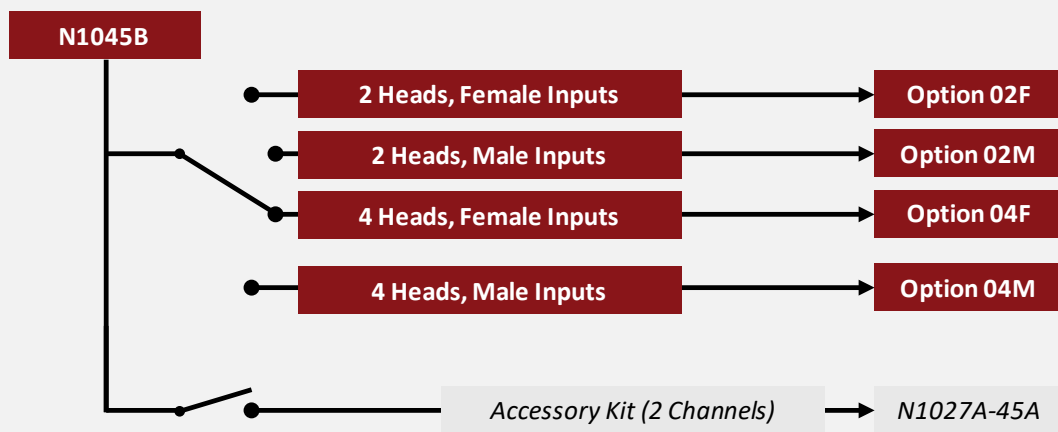 N1045B
2 Heads, Female Inputs
Option 02F
2 Heads, Male Inputs
Option 02M
4 Heads, Female Inputs
Option 04F
4 Heads, Male Inputs
Option 04M
Accessory Kit (2 Channels)
N1027A-45A